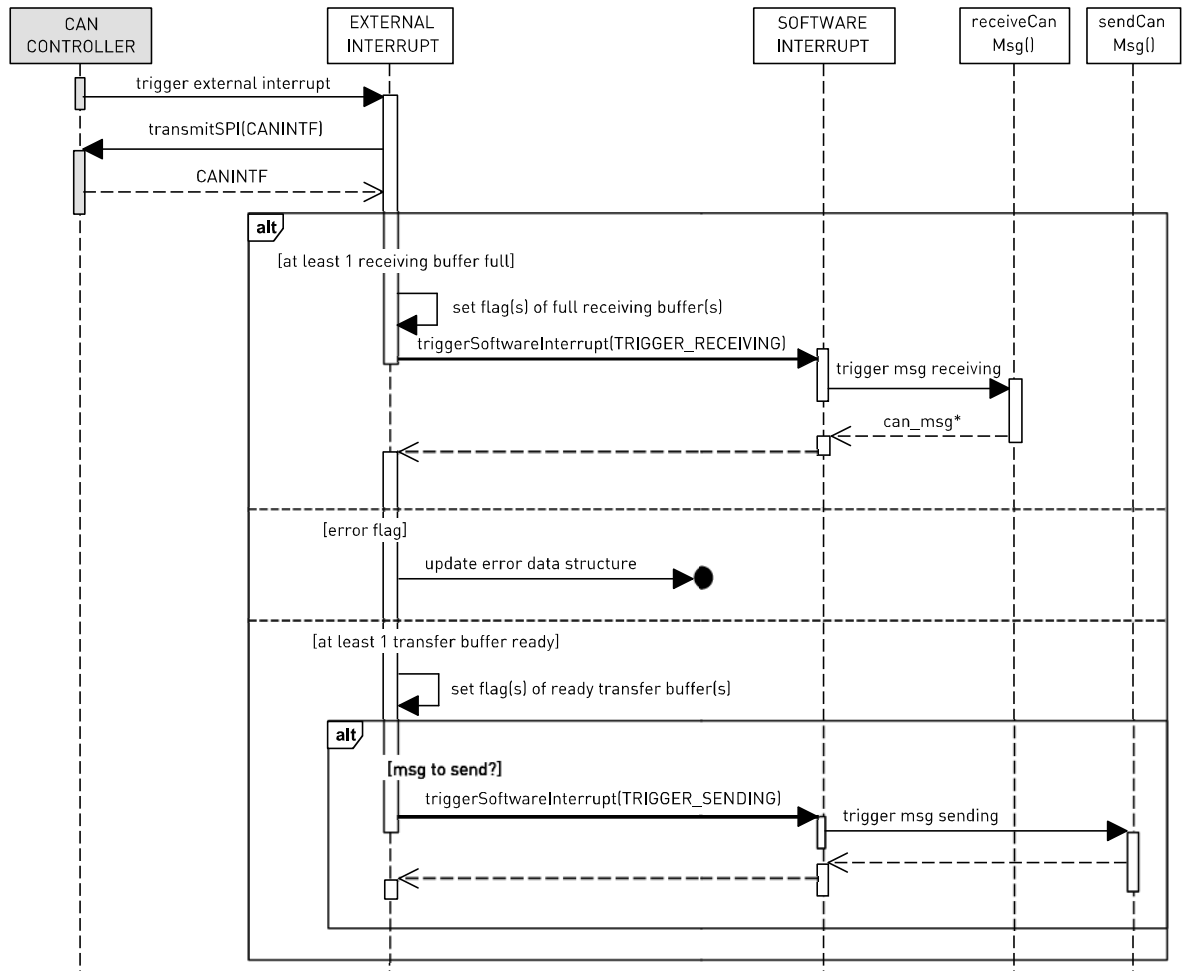 CAN
CONTROLLER
EXTERNAL
INTERRUPT
SOFTWARE
INTERRUPT
receiveCan
Msg()
sendCan
Msg()
trigger external interrupt
transmitSPI(CANINTF)
CANINTF
alt
[at least 1 receiving buffer full]
set flag(s) of full receiving buffer(s)
triggerSoftwareInterrupt(TRIGGER_RECEIVING)
trigger msg receiving
can_msg*
[error flag]
update error data structure
[at least 1 transfer buffer ready]
set flag(s) of ready transfer buffer(s)
alt
[msg to send?]
triggerSoftwareInterrupt(TRIGGER_SENDING)
trigger msg sending